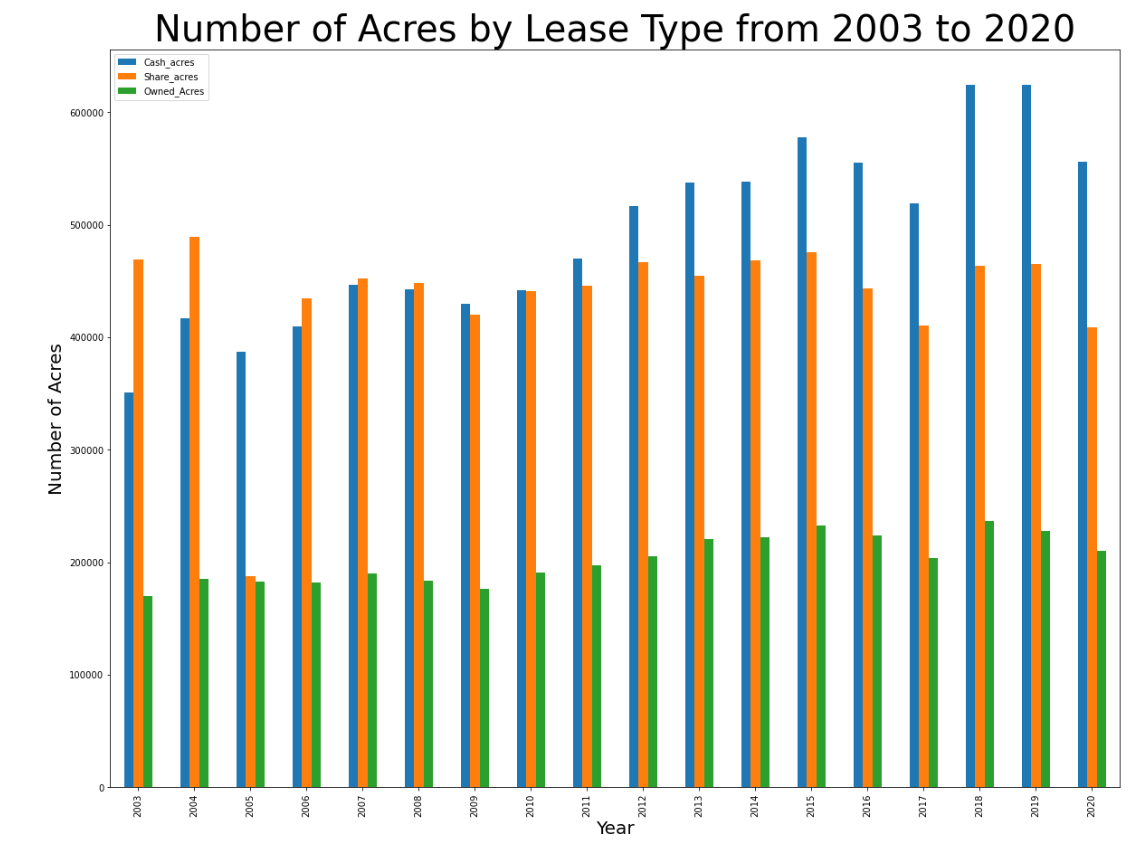 Number of Acres by Lease Type from 2003 to 2020
Cash_acres
Share_acres
Owned_Acres
600000
500000
400000
300000
200000
100000
0
Number of Acres
2003 2004 2005 2006 2007 2008 2009 2010 2011 2012 2013 2014 2015 2016 2017 2018 2019 2020
Year